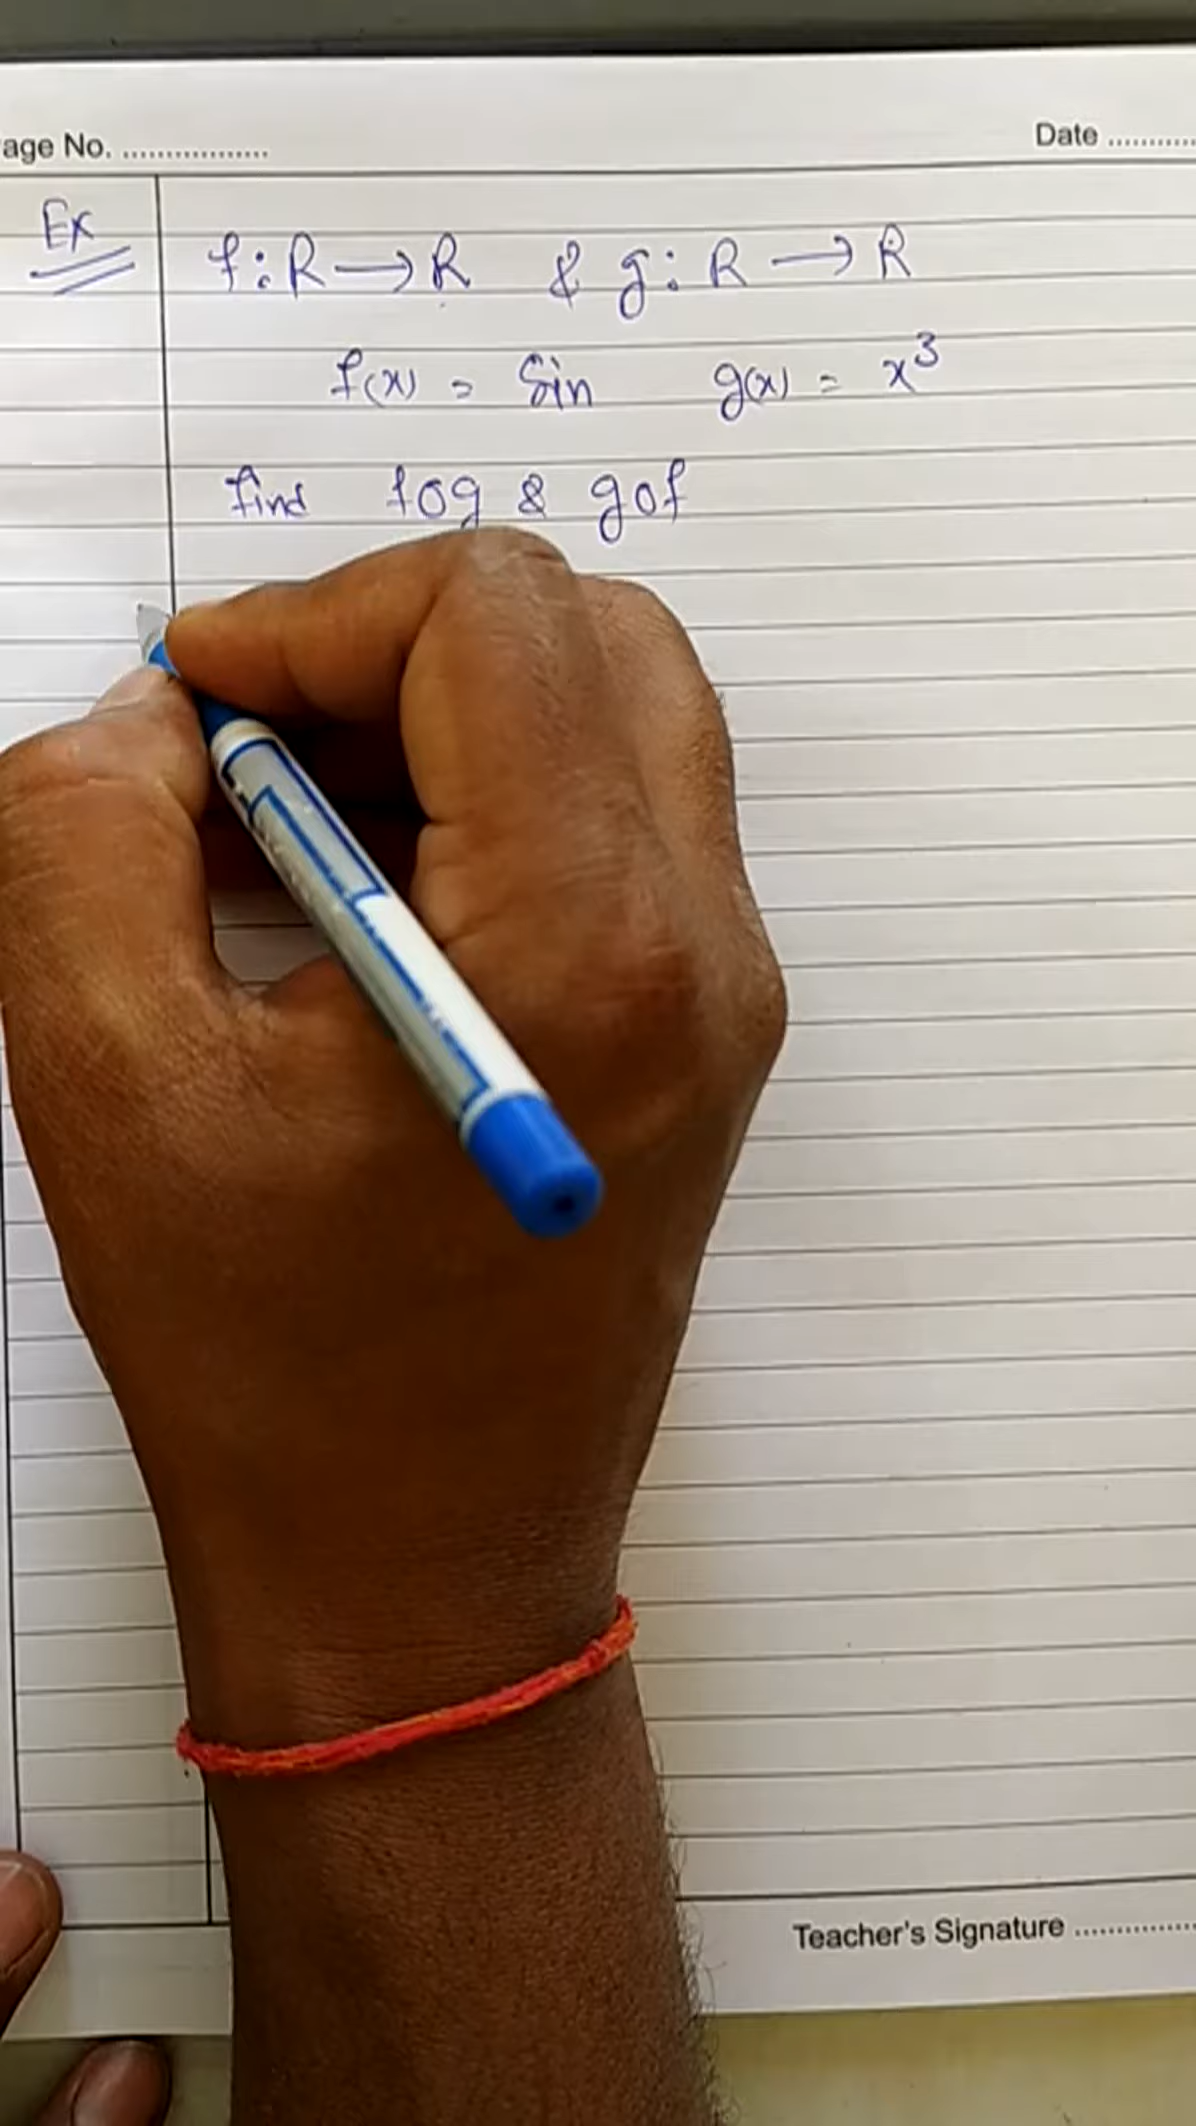 age No. ................. Date ..........
Ex
f:R→R & g:R→R
f(x) = Sin g(x) = x³
find fog & gof
Teacher's Signature ..............